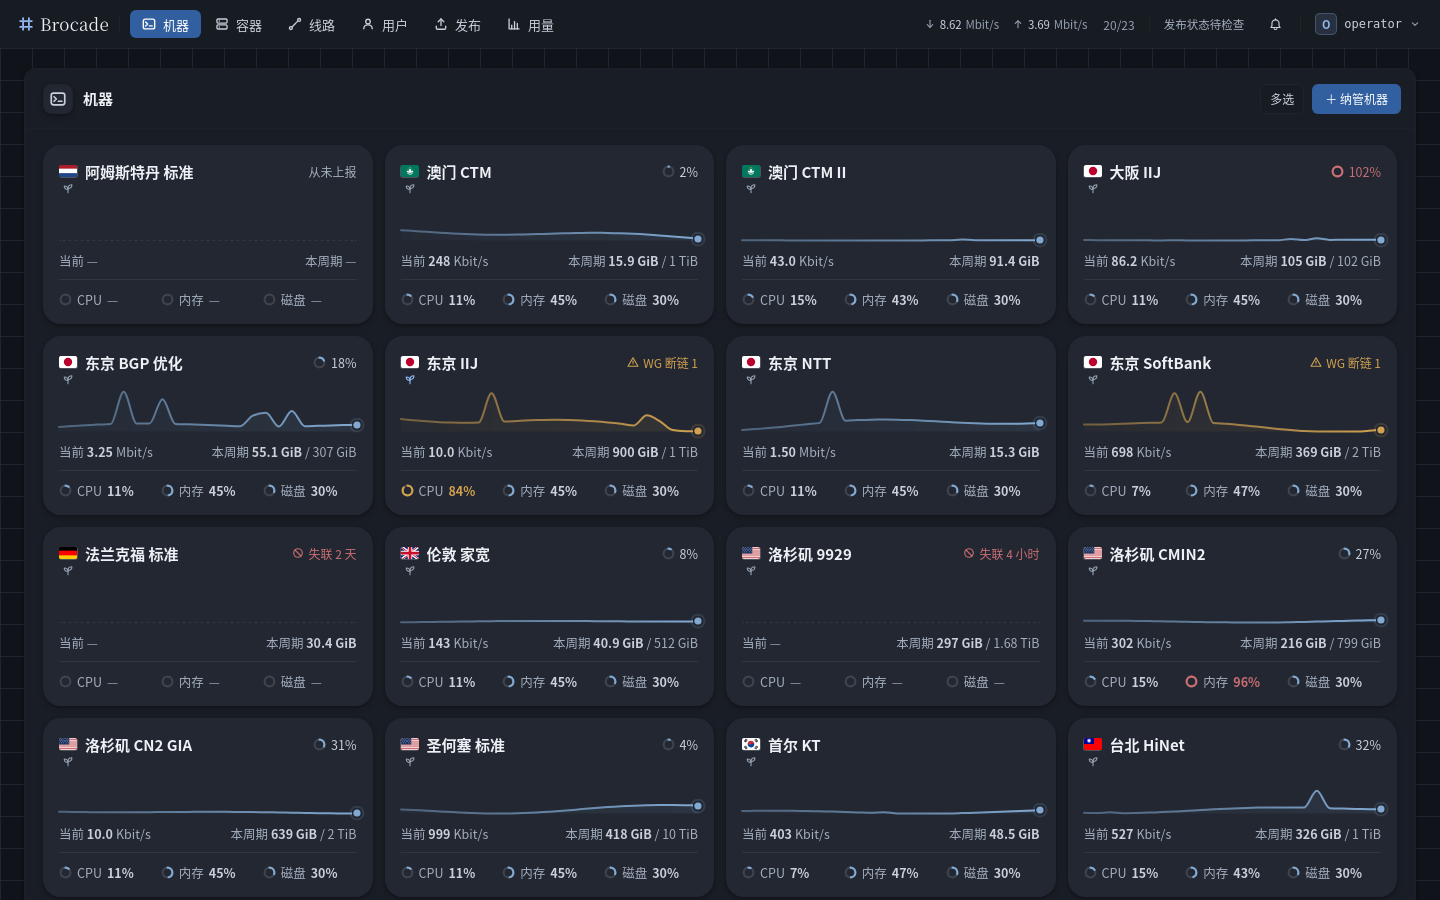 Brocade 机器 容器 线路 用户 发布 用量 ↓ 8.62 Mbit/s ↑ 3.69 Mbit/s 20/23 发布状态待检查 O operator
机器 多选 + 纳管机器
阿姆斯特丹 标准 从未上报
当前 — 本周期 —
CPU — 内存 — 磁盘 —
澳门 CTM 2%
当前 248 Kbit/s 本周期 15.9 GiB / 1 TiB
CPU 11% 内存 45% 磁盘 30%
澳门 CTM II
当前 43.0 Kbit/s 本周期 91.4 GiB
CPU 15% 内存 43% 磁盘 30%
大阪 IIJ 102%
当前 86.2 Kbit/s 本周期 105 GiB / 102 GiB
CPU 11% 内存 45% 磁盘 30%
东京 BGP 优化 18%
当前 3.25 Mbit/s 本周期 55.1 GiB / 307 GiB
CPU 11% 内存 45% 磁盘 30%
东京 IIJ WG 断链 1
当前 10.0 Kbit/s 本周期 900 GiB / 1 TiB
CPU 84% 内存 45% 磁盘 30%
东京 NTT
当前 1.50 Mbit/s 本周期 15.3 GiB
CPU 11% 内存 45% 磁盘 30%
东京 SoftBank WG 断链 1
当前 698 Kbit/s 本周期 369 GiB / 2 TiB
CPU 7% 内存 47% 磁盘 30%
法兰克福 标准 失联 2 天
当前 — 本周期 30.4 GiB
CPU — 内存 — 磁盘 —
伦敦 家宽 8%
当前 143 Kbit/s 本周期 40.9 GiB / 512 GiB
CPU 11% 内存 45% 磁盘 30%
洛杉矶 9929 失联 4 小时
当前 — 本周期 297 GiB / 1.68 TiB
CPU — 内存 — 磁盘 —
洛杉矶 CMIN2 27%
当前 302 Kbit/s 本周期 216 GiB / 799 GiB
CPU 15% 内存 96% 磁盘 30%
洛杉矶 CN2 GIA 31%
当前 10.0 Kbit/s 本周期 639 GiB / 2 TiB
CPU 11% 内存 45% 磁盘 30%
圣何塞 标准 4%
当前 999 Kbit/s 本周期 418 GiB / 10 TiB
CPU 11% 内存 45% 磁盘 30%
首尔 KT
当前 403 Kbit/s 本周期 48.5 GiB
CPU 7% 内存 47% 磁盘 30%
台北 HiNet 32%
当前 527 Kbit/s 本周期 326 GiB / 1 TiB
CPU 15% 内存 43% 磁盘 30%